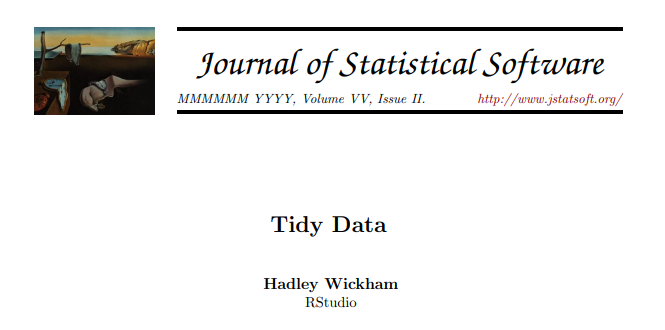 Journal of Statistical Software
MMMMMM YYYY, Volume VV, Issue II.
http://www.jstatsoft.org/
Tidy Data
Hadley Wickham
RStudio